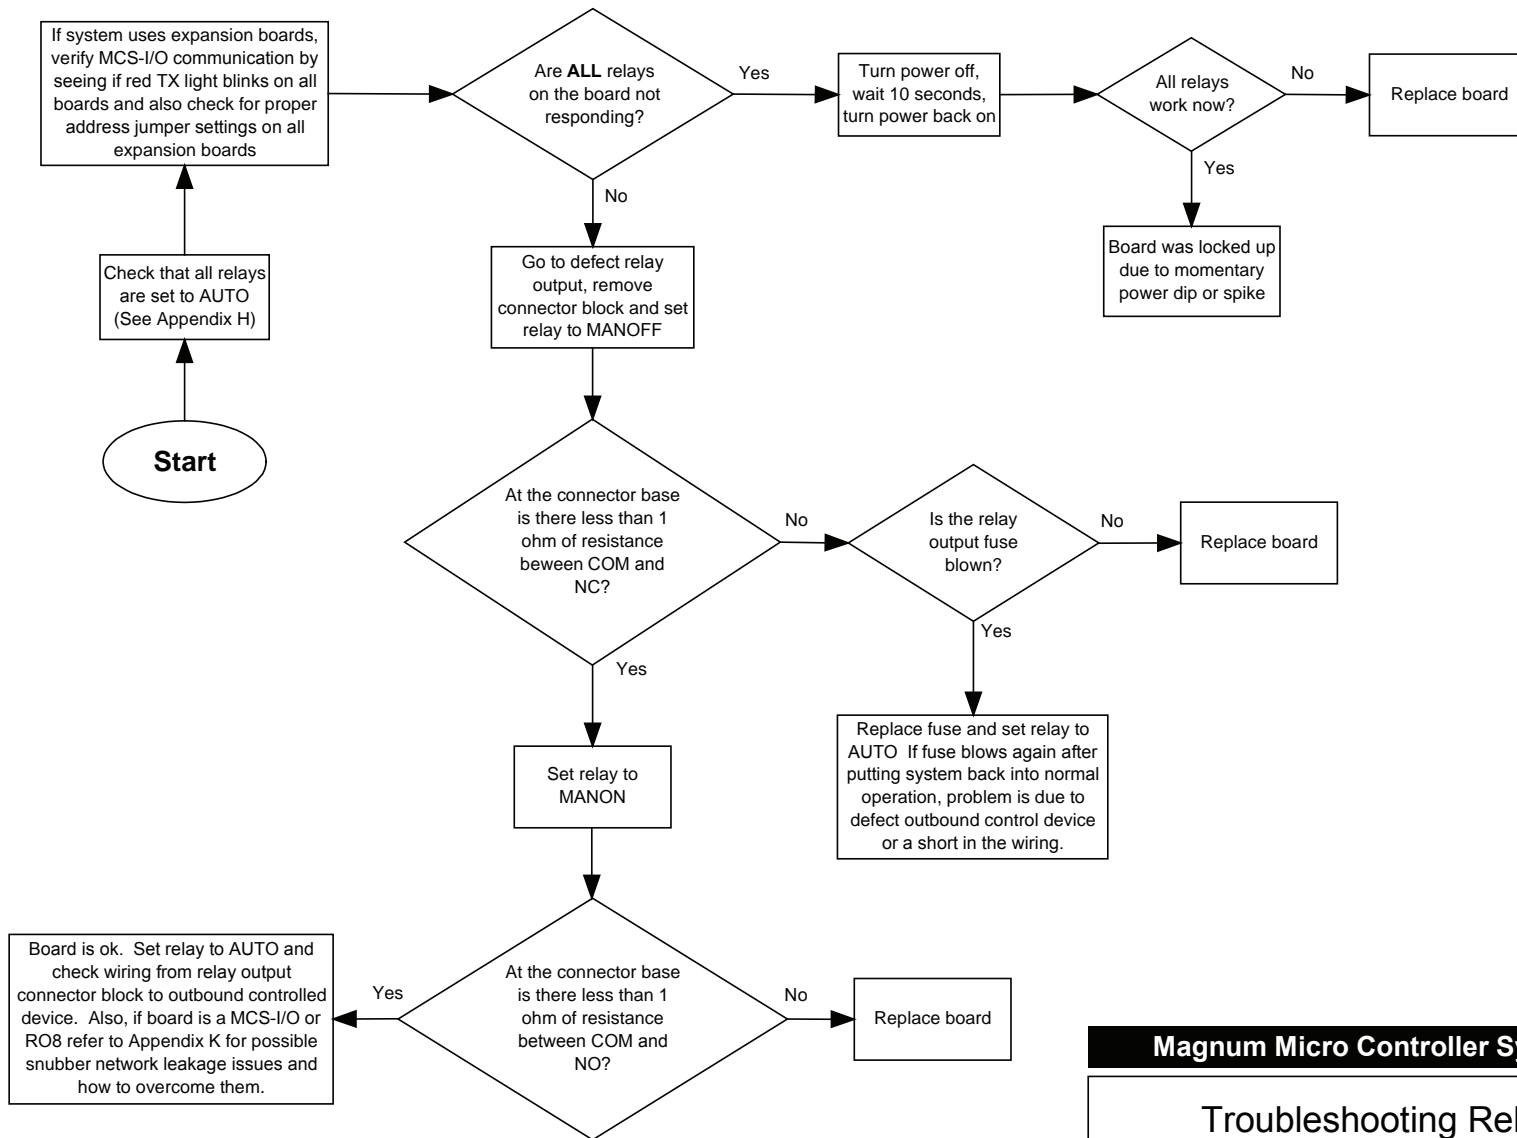 If system uses expansion boards,
verify MCS-I/O communication by
seeing if red TX light blinks on all
boards and also check for proper
address jumper settings on all
expansion boards
Are ALL relays
on the board not
responding?
Yes
Turn power off,
wait 10 seconds,
turn power back on
All relays
work now?
No
Replace board
Yes
Board was locked up
due to momentary
power dip or spike
No
Check that all relays
are set to AUTO
(See Appendix H)
Go to defect relay
output, remove
connector block and set
relay to MANOFF
Start
At the connector base
is there less than 1
ohm of resistance
beween COM and
NC?
No
Is the relay
output fuse
blown?
No
Replace board
Yes
Replace fuse and set relay to
AUTO  If fuse blows again after
putting system back into normal
operation, problem is due to
defect outbound control device
or a short in the wiring.
Yes
Set relay to
MANON
At the connector base
is there less than 1
ohm of resistance
between COM and
NO?
Yes
Board is ok.  Set relay to AUTO and
check wiring from relay output
connector block to outbound controlled
device.  Also, if board is a MCS-I/O or
RO8 refer to Appendix K for possible
snubber network leakage issues and
how to overcome them.
No
Replace board
Magnum Micro Controller Sy
Troubleshooting Rel